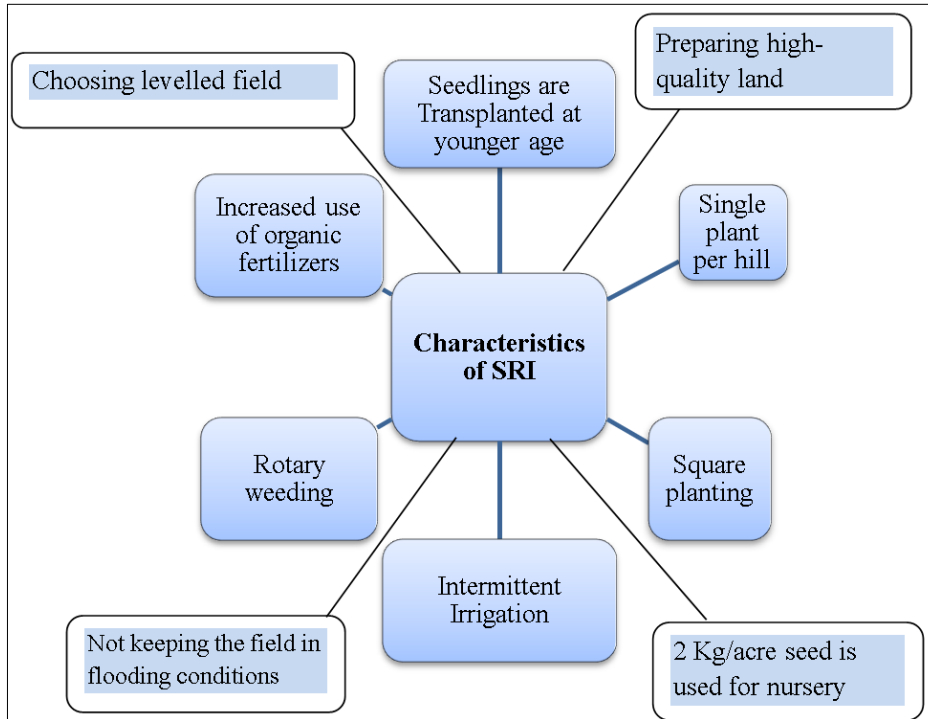 Choosing levelled field
Seedlings are
Transplanted at
younger age
Preparing high-
quality land
Increased use
of organic
fertilizers
Single
plant
per hill
Characteristics
of SRI
Rotary
weeding
Square
planting
Intermittent
Irrigation
Not keeping the field in
flooding conditions
2 Kg/acre seed is
used for nursery